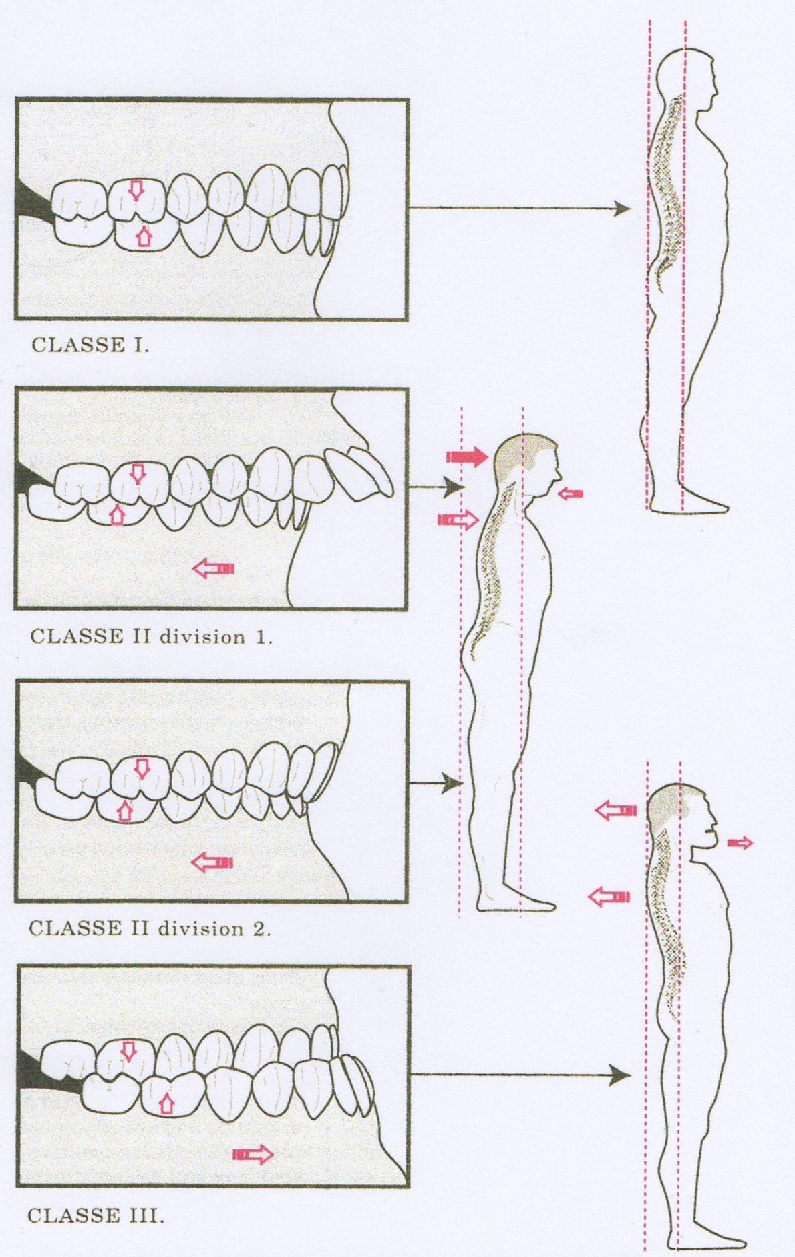 CLASSE I.
CLASSE II division 1.
CLASSE II division 2.
CLASSE III.